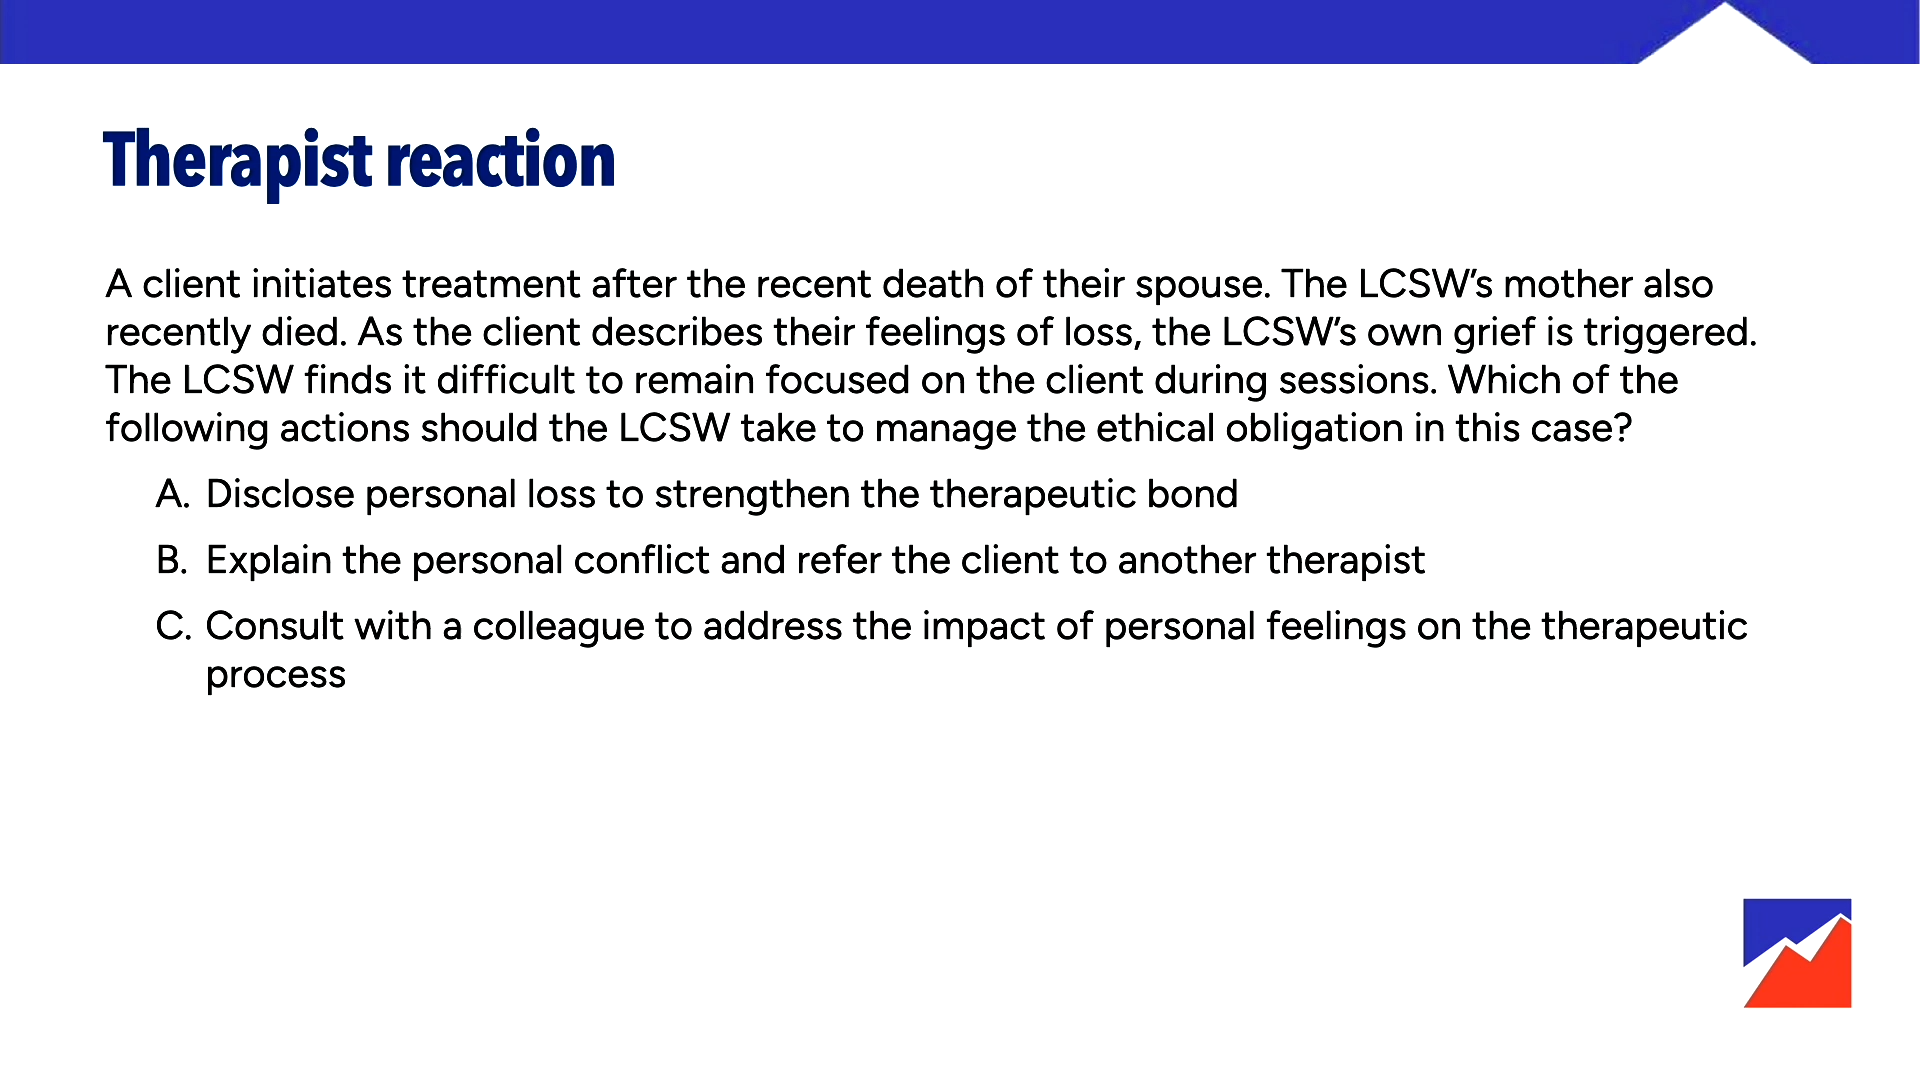 Therapist reaction
A client initiates treatment after the recent death of their spouse. The LCSW’s mother also
recently died. As the client describes their feelings of loss, the LCSW’s own grief is triggered.
The LCSW finds it difficult to remain focused on the client during sessions. Which of the
following actions should the LCSW take to manage the ethical obligation in this case?
A. Disclose personal loss to strengthen the therapeutic bond
B. Explain the personal conflict and refer the client to another therapist
C. Consult with a colleague to address the impact of personal feelings on the therapeutic
process